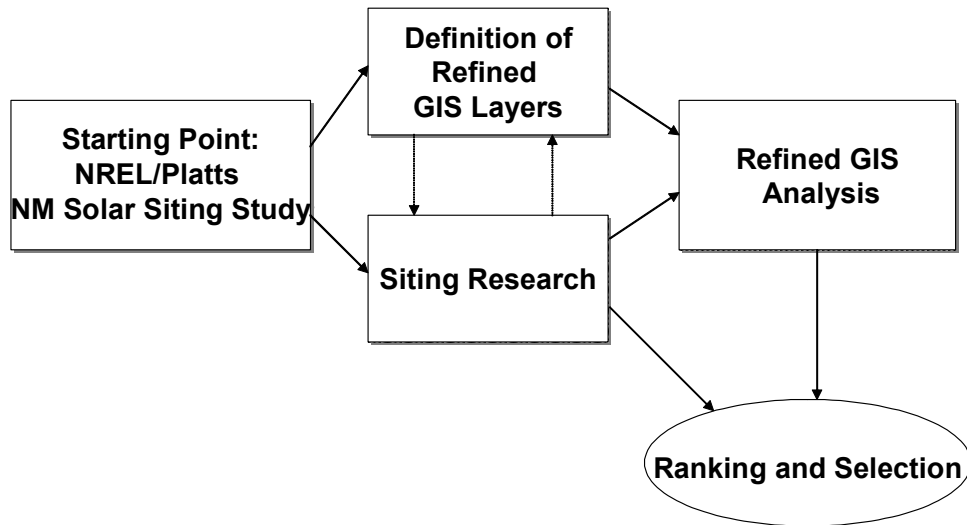 Starting Point:
NREL/Platts
NM Solar Siting Study
Definition of
Refined
GIS Layers
Siting Research
Refined GIS
Analysis
Ranking and Selection